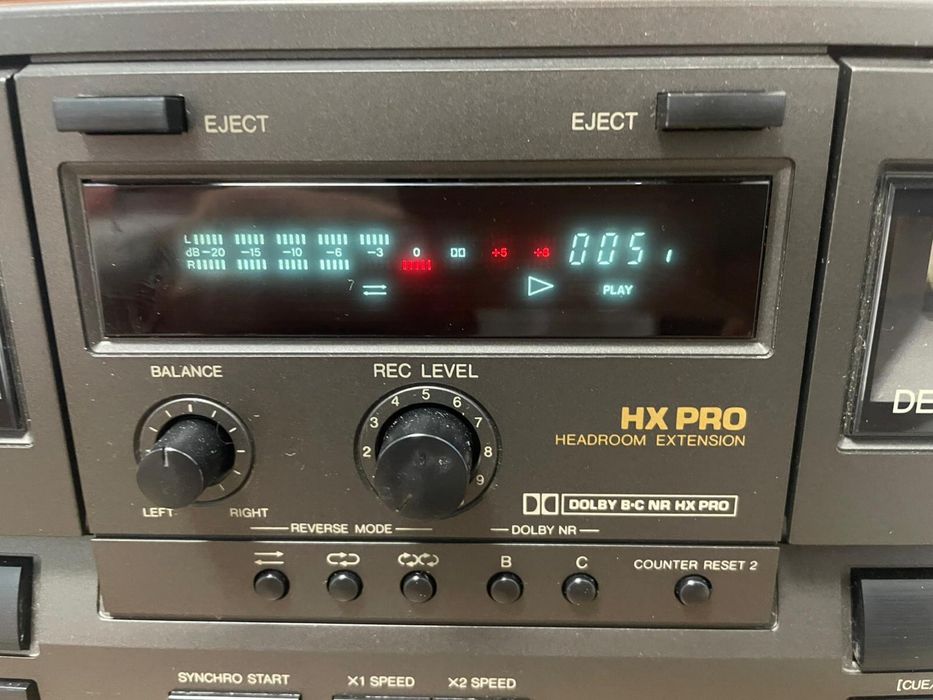 EJECT
EJECT
L
dB -20 -15 -10 -6 -3 0 +5 +8
R
005
PLAY
BALANCE
REC LEVEL
2 3 4 5 6 7 8 9
HX PRO
HEADROOM EXTENSION
LEFT RIGHT
DOLBY B·C NR HX PRO
REVERSE MODE
DOLBY NR
B
C
COUNTER RESET 2
SYNCHRO START
X1 SPEED
X2 SPEED
DE
[CUE/